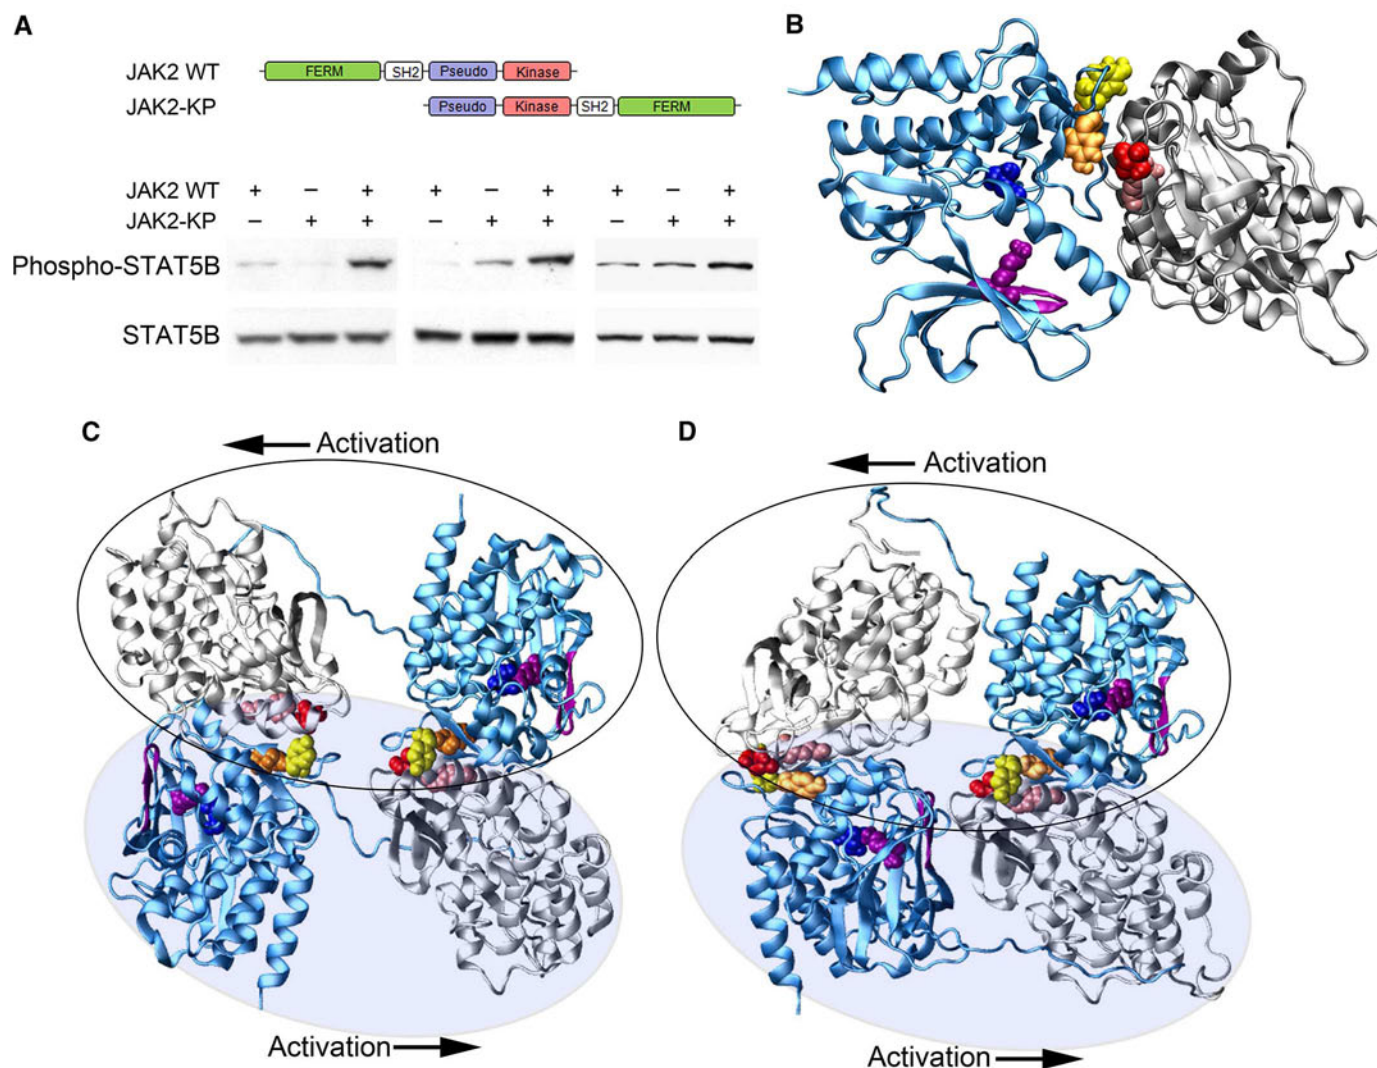 A
JAK2 WT FERM SH2 Pseudo Kinase
JAK2-KP Pseudo Kinase SH2 FERM
JAK2 WT + – + + – + + – +
JAK2-KP – + + – + + – + +
Phospho-STAT5B
STAT5B
B
C
Activation
Activation
D
Activation
Activation